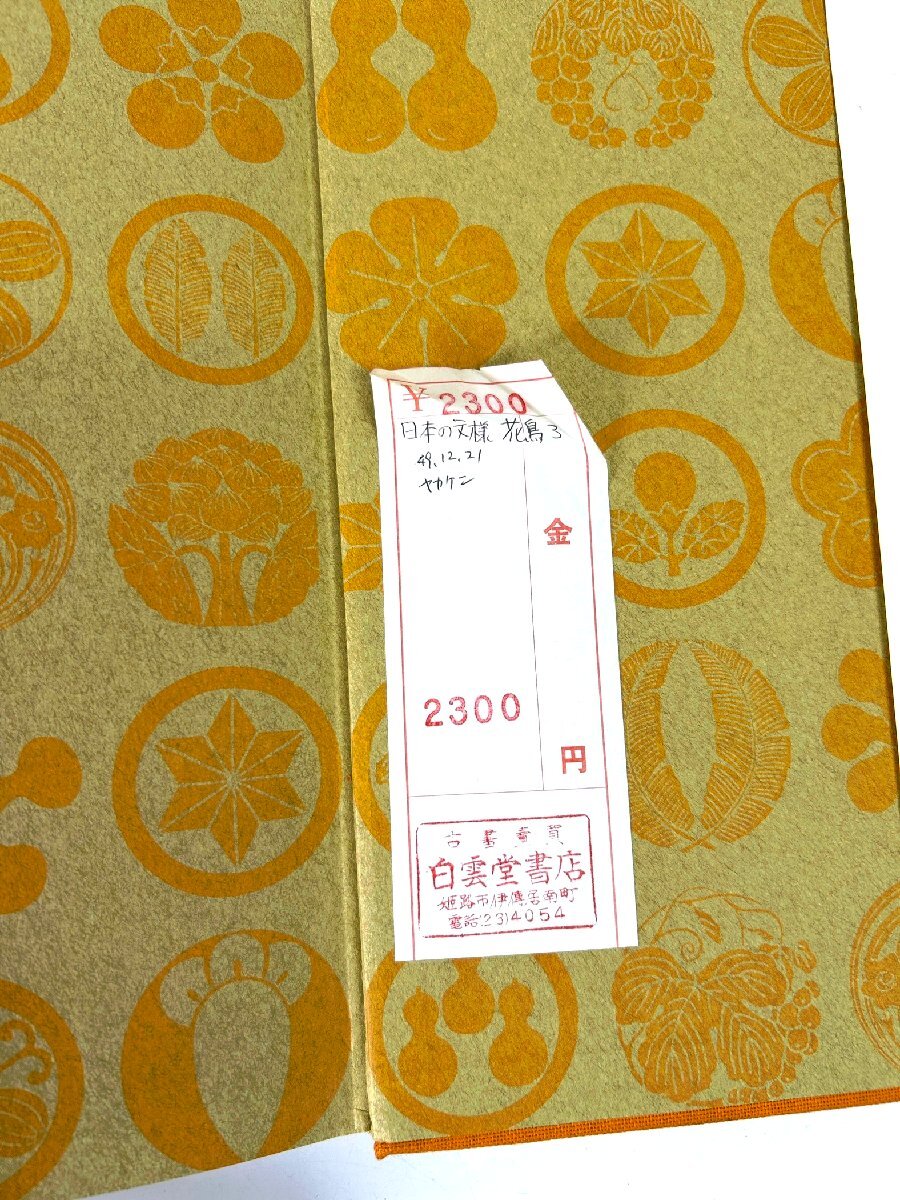 ¥ 2300
日本の文様 花鳥3
49.12.21
ヤカケン
金
2300
円
古書売買
白雲堂書店
姫路市伊傳居南町
電話(23)4054